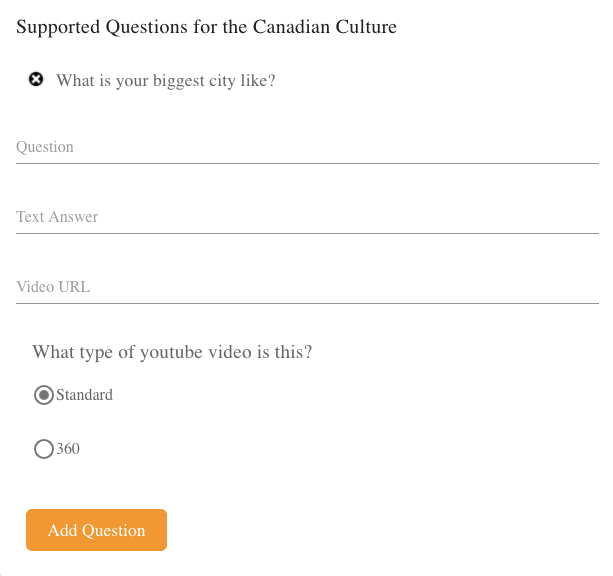 Supported Questions for the Canadian Culture
What is your biggest city like?
Question
Text Answer
Video URL
What type of youtube video is this?
Standard
360
Add Question